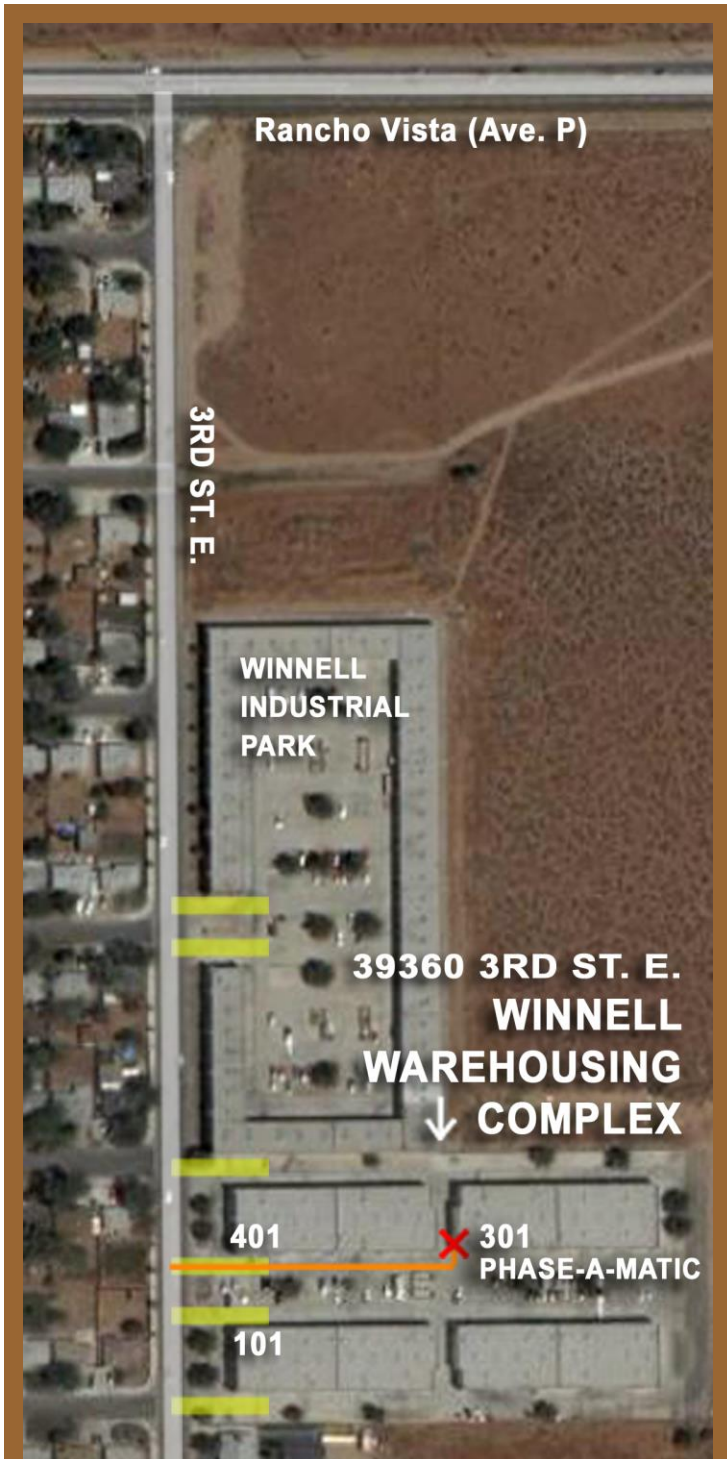 Rancho Vista (Ave. P)
3RD ST. E.
WINNELL
INDUSTRIAL
PARK
39360 3RD ST. E.
WINNELL
WAREHOUSING
COMPLEX
401
301
PHASE-A-MATIC
101